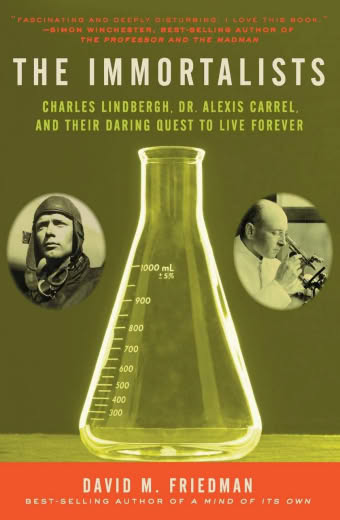 "FASCINATING AND DEEPLY DISTURBING. I LOVE THIS BOOK."
—SIMON WINCHESTER, BEST-SELLING AUTHOR OF
THE PROFESSOR AND THE MADMAN
THE IMMORTALISTS
CHARLES LINDBERGH, DR. ALEXIS CARREL,
AND THEIR DARING QUEST TO LIVE FOREVER
1000 mL
± 5%
900
800
700
600
500
400
300
DAVID M. FRIEDMAN
BEST-SELLING AUTHOR OF A MIND OF ITS OWN